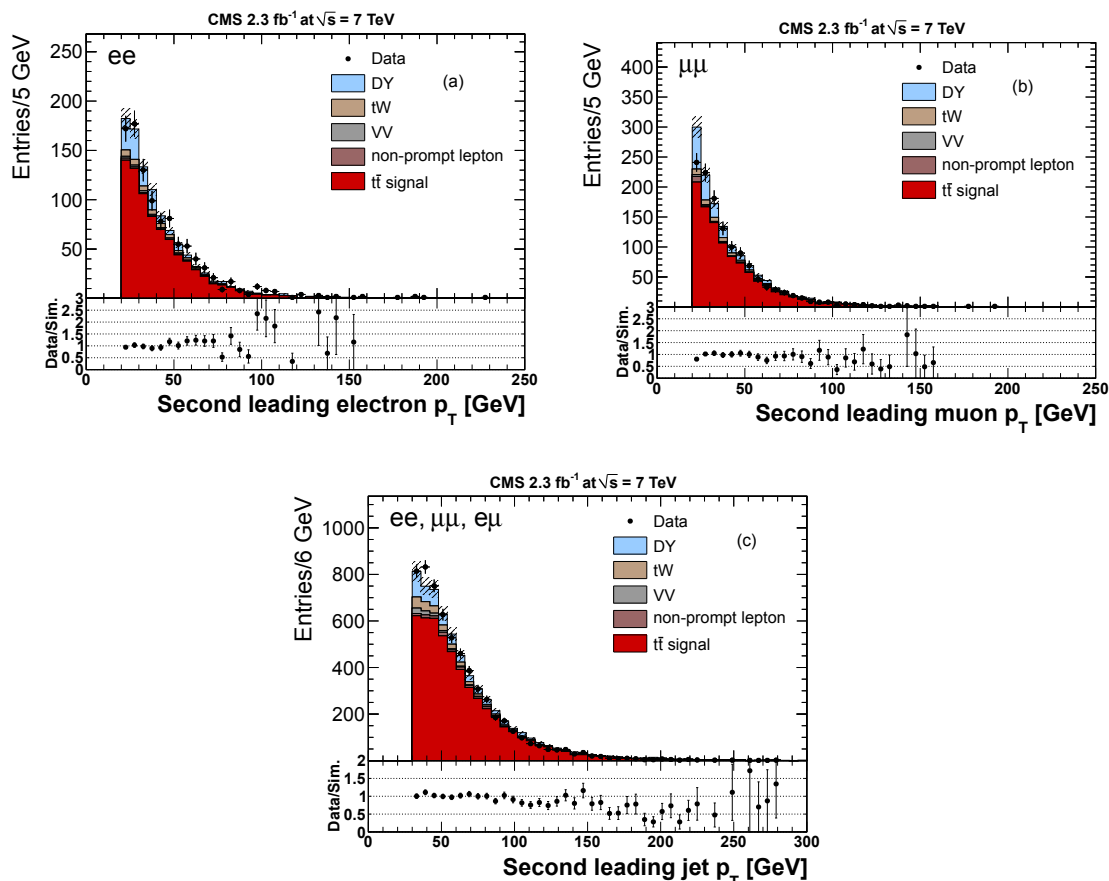 CMS 2.3 fb⁻¹ at √s = 7 TeV
Entries/5 GeV
250
200
150
100
50
ee
(a)
Data
DY
tW
VV
non-prompt lepton
tt̄ signal
Data/Sim.
3
2.5
2
1.5
1
0.5
0 50 100 150 200 250
Second leading electron p_T [GeV]
CMS 2.3 fb⁻¹ at √s = 7 TeV
Entries/5 GeV
400
350
300
250
200
150
100
50
μμ
(b)
Data
DY
tW
VV
non-prompt lepton
tt̄ signal
Data/Sim.
3
2.5
2
1.5
1
0.5
0 50 100 150 200 250
Second leading muon p_T [GeV]
CMS 2.3 fb⁻¹ at √s = 7 TeV
Entries/6 GeV
1000
800
600
400
200
ee, μμ, eμ
(c)
Data
DY
tW
VV
non-prompt lepton
tt̄ signal
Data/Sim.
2
1.5
1
0.5
0 50 100 150 200 250 300
Second leading jet p_T [GeV]